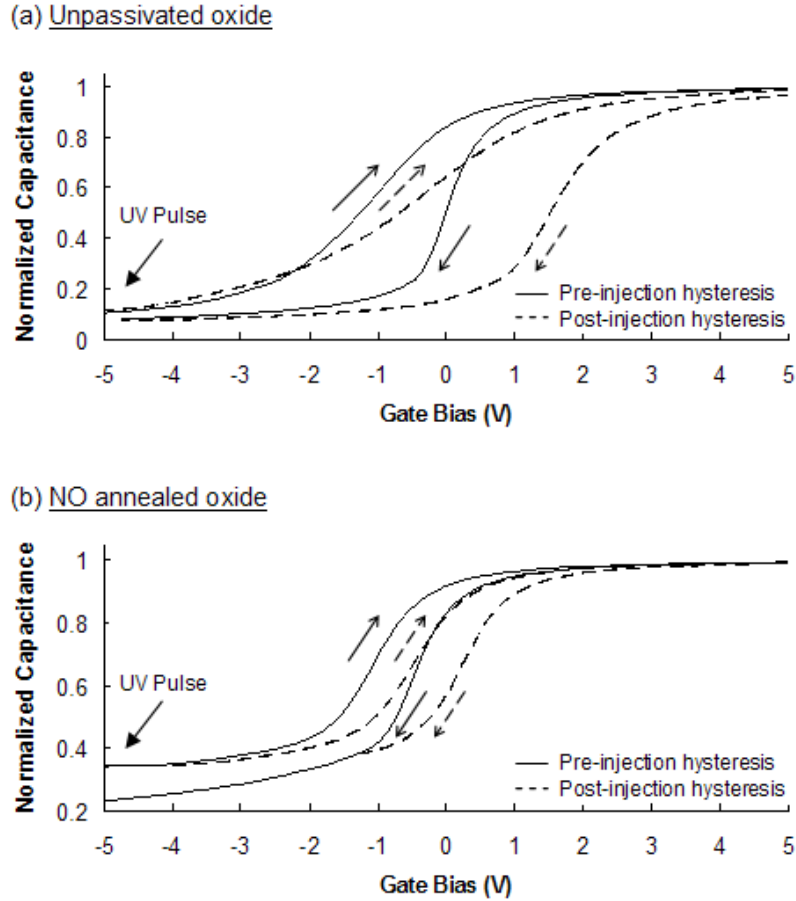 (a) Unpassivated oxide
Normalized Capacitance
1
0.8
0.6
0.4
0.2
0
UV Pulse
Pre-injection hysteresis
Post-injection hysteresis
-5 -4 -3 -2 -1 0 1 2 3 4 5
Gate Bias (V)
(b) NO annealed oxide
Normalized Capacitance
1
0.8
0.6
0.4
0.2
UV Pulse
Pre-injection hysteresis
Post-injection hysteresis
-5 -4 -3 -2 -1 0 1 2 3 4 5
Gate Bias (V)